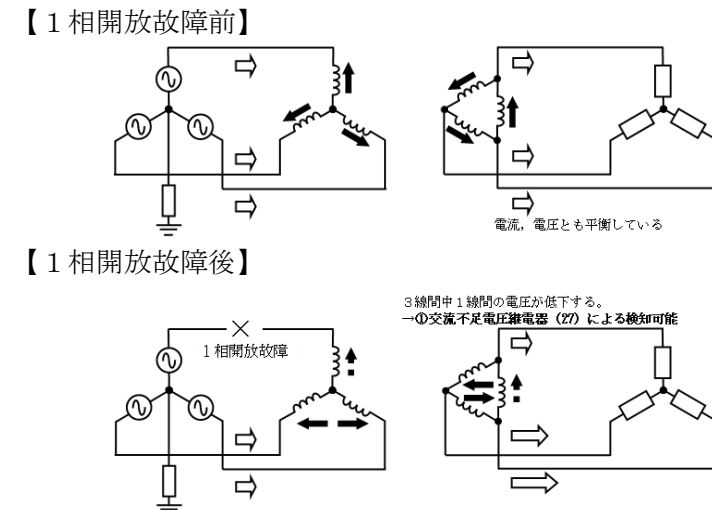 【１相開放故障前】
電流，電圧とも平衡している
【１相開放故障後】
３線間中１線間の電圧が低下する。
→①交流不足電圧継電器（27）による検知可能
１相開放故障